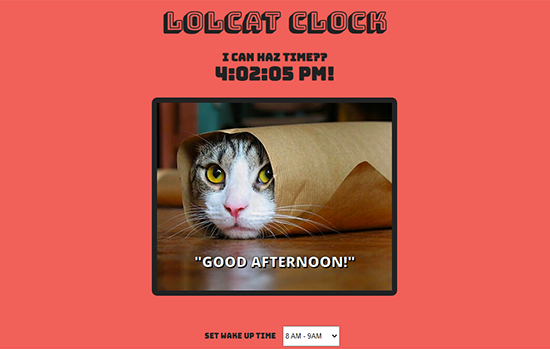 LOLCAT CLOCK
I CAN HAZ TIME??
4:02:05 PM!
"GOOD AFTERNOON!"
SET WAKE UP TIME 8 AM - 9AM